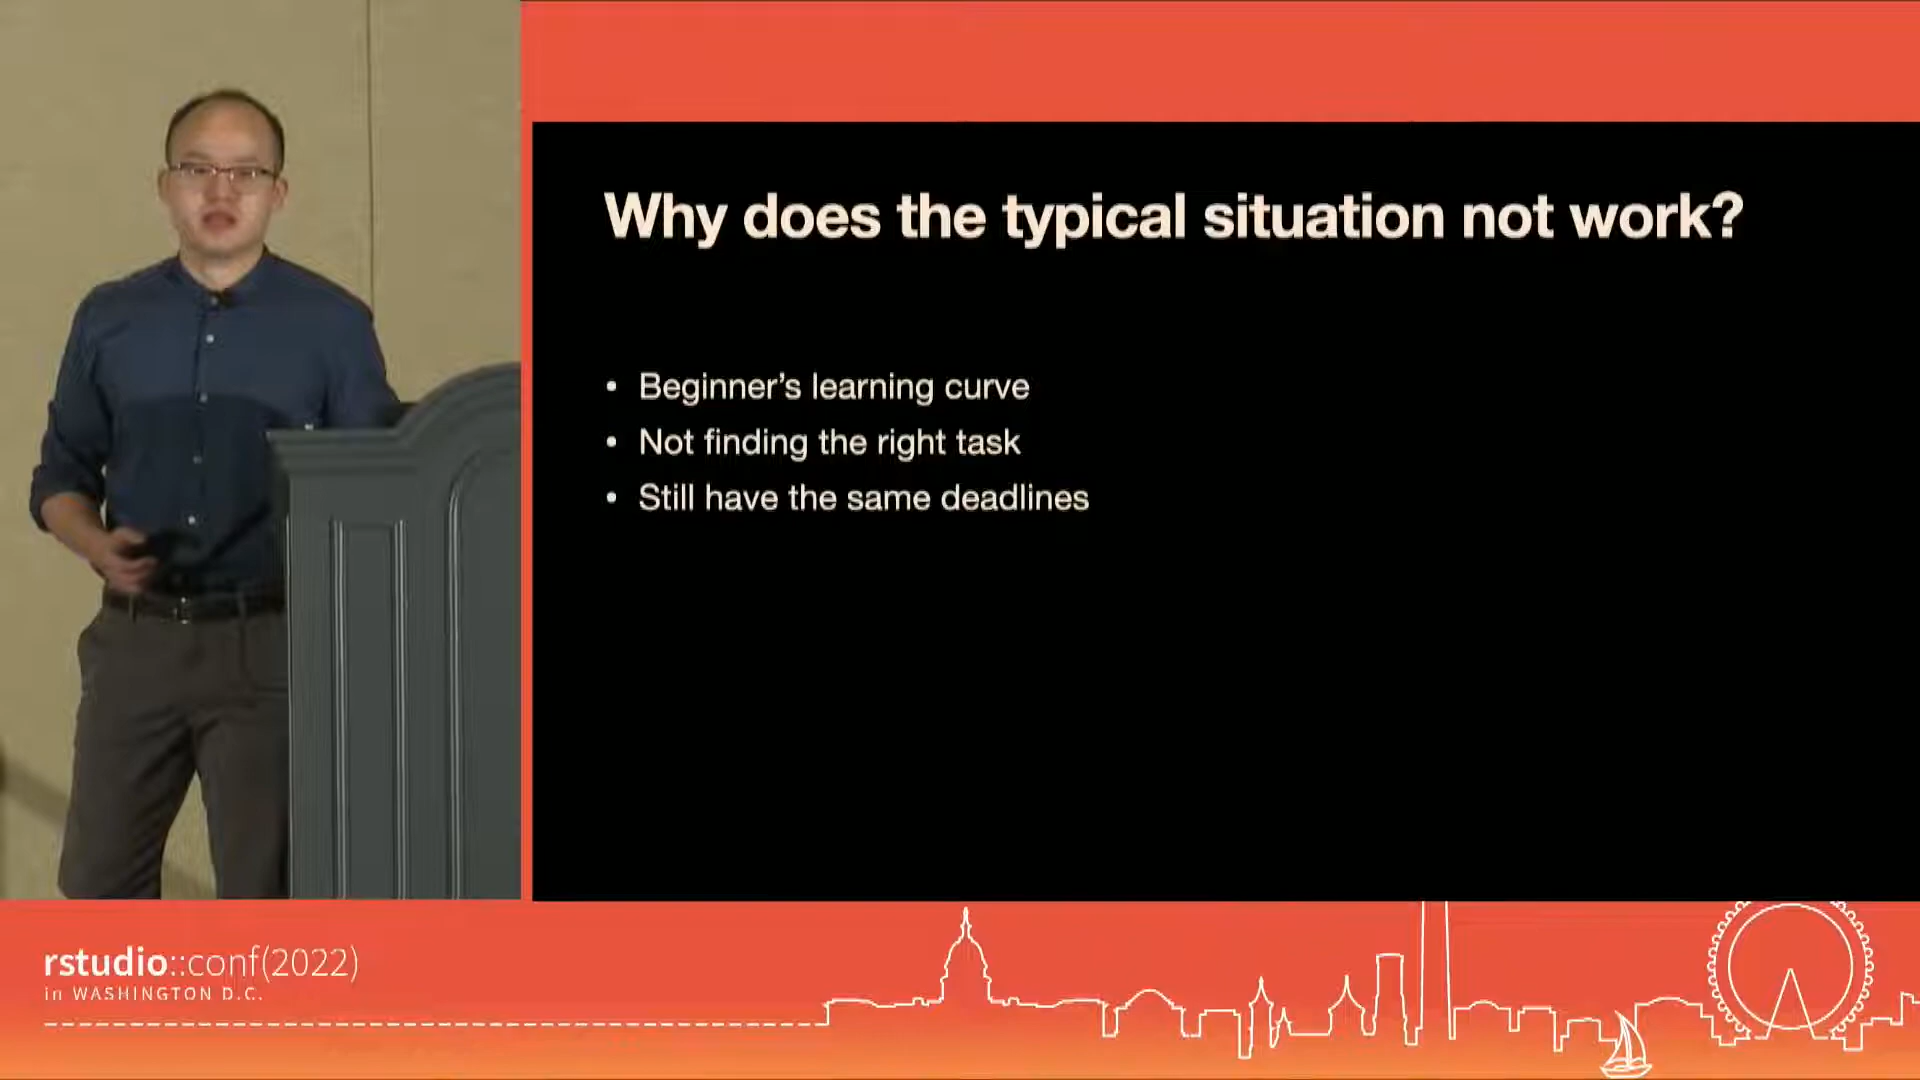 Why does the typical situation not work?
• Beginner's learning curve
• Not finding the right task
• Still have the same deadlines
rstudio::conf(2022)
in WASHINGTON D.C.